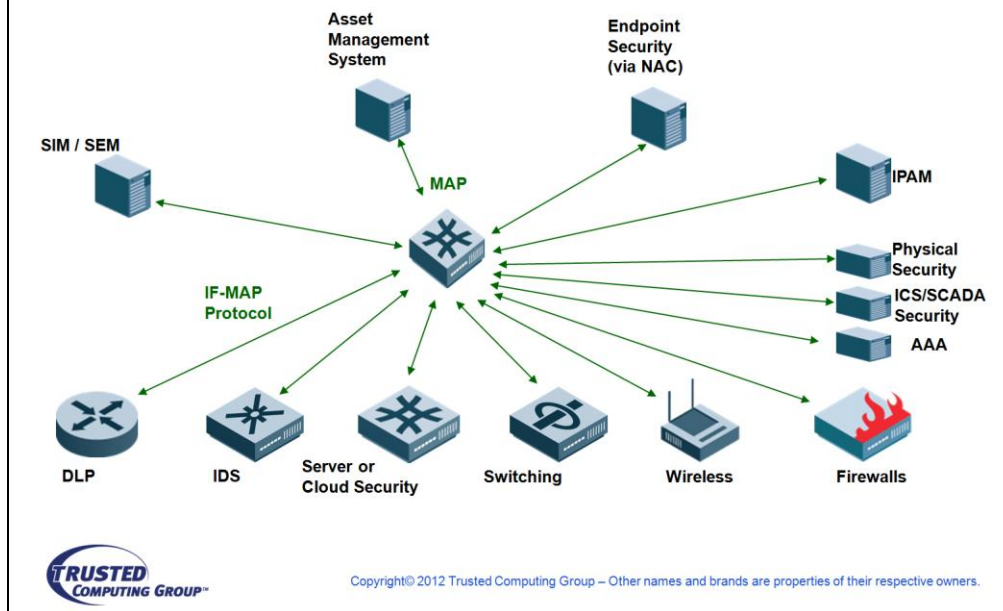 Asset
Management
System
Endpoint
Security
(via NAC)
SIM / SEM
MAP
IPAM
Physical
Security
ICS/SCADA
Security
AAA
IF-MAP
Protocol
DLP
IDS
Server or
Cloud Security
Switching
Wireless
Firewalls
TRUSTED
COMPUTING GROUP™
Copyright© 2012 Trusted Computing Group – Other names and brands are properties of their respective owners.